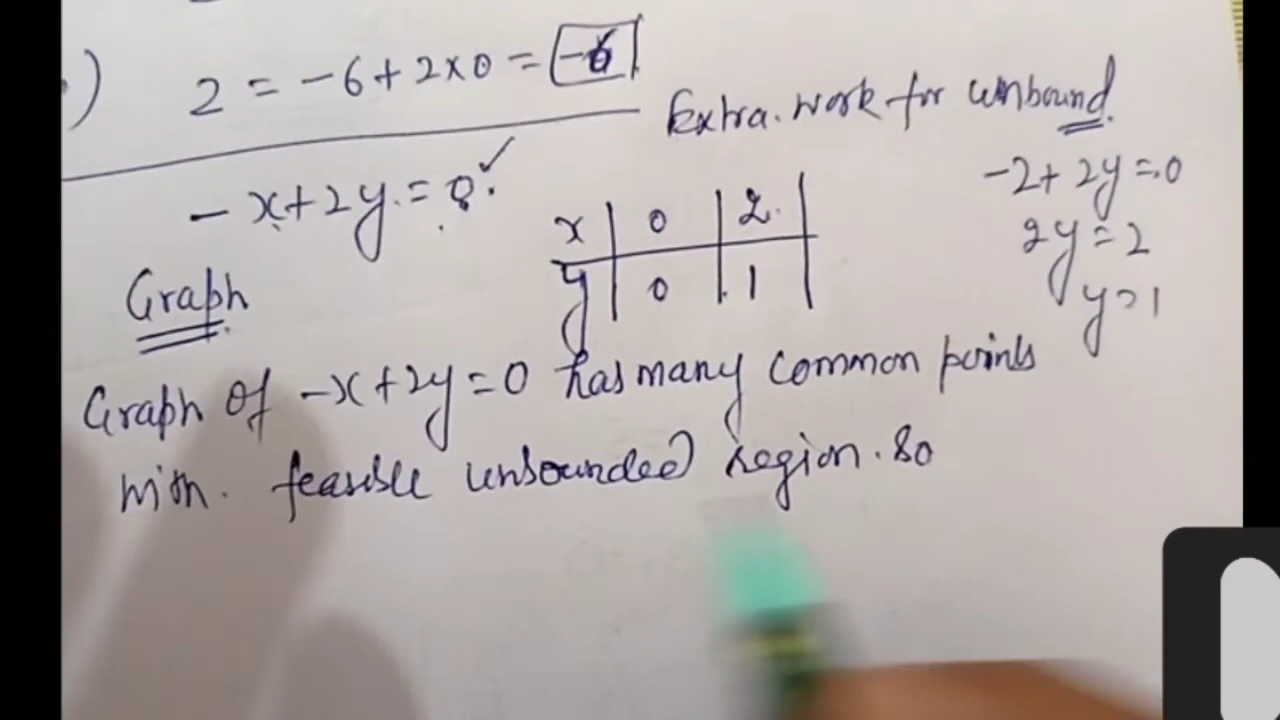 ) Z = -6 + 2×0 = -6
Extra. work for unbound.
-x + 2y = 0.
x | 0 | 2
y | 0 | 1
-2 + 2y = 0
2y = 2
y = 1
Graph
Graph of -x + 2y = 0 has many common points
with. feasible unbounded region. So